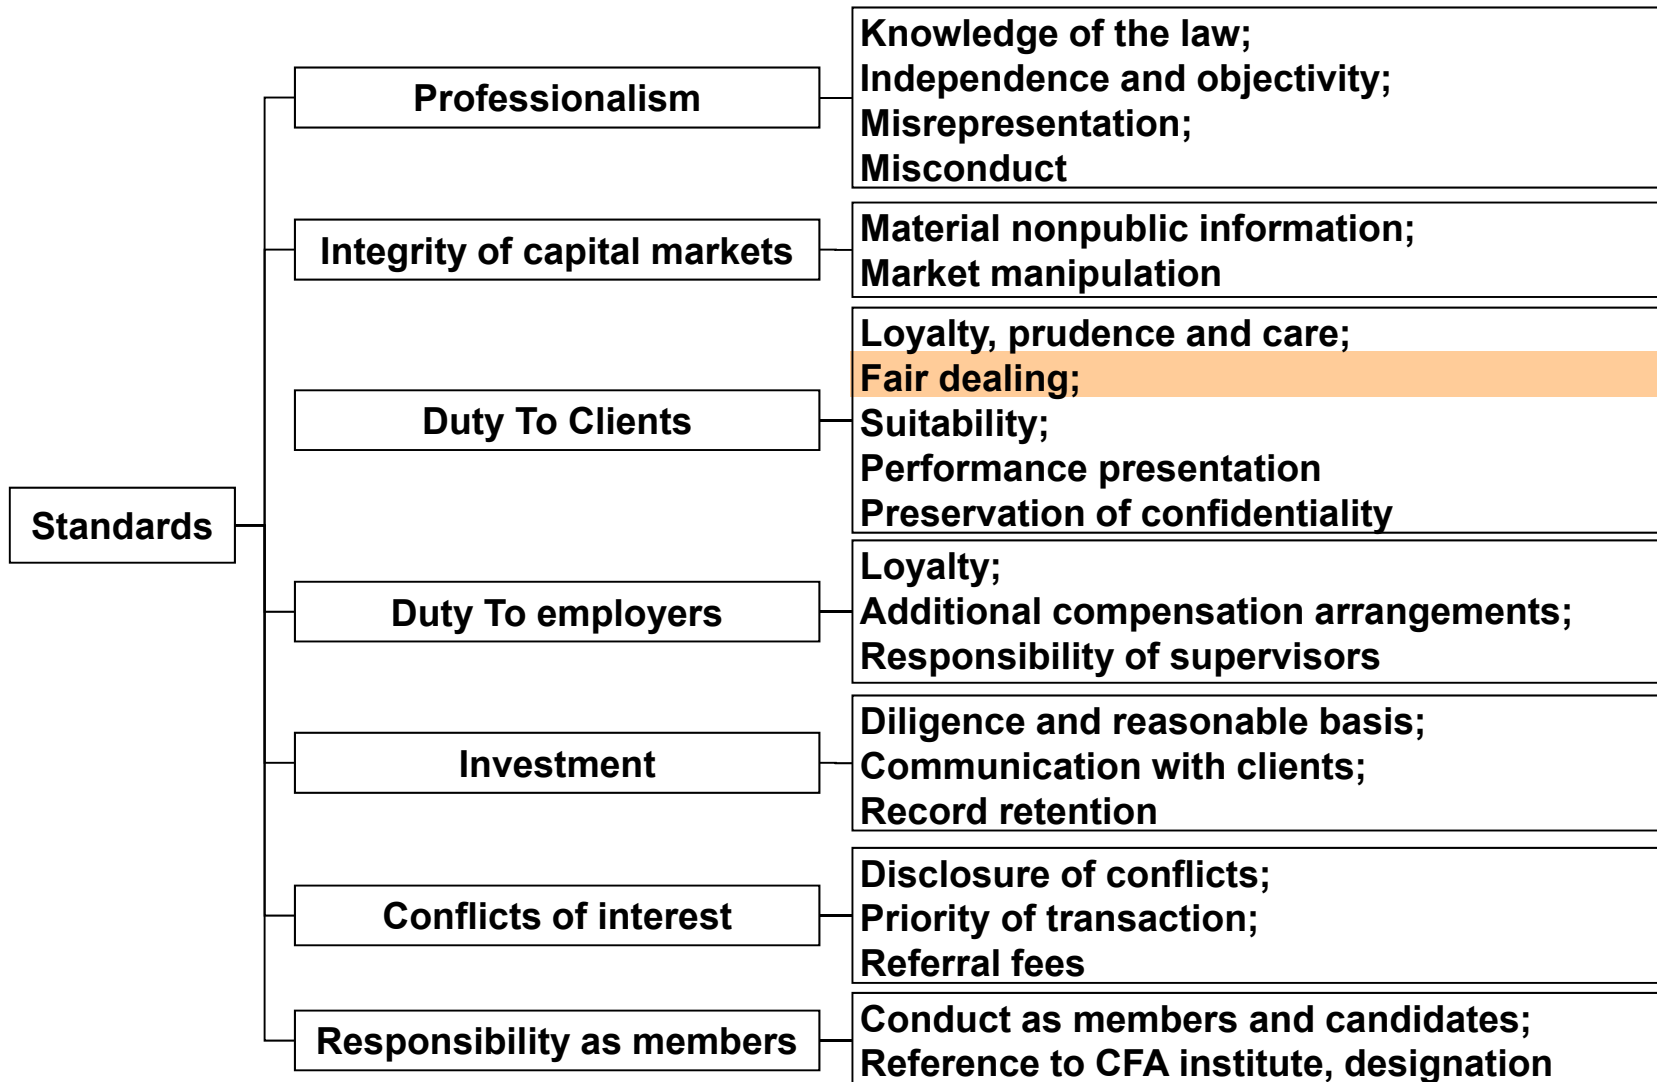 Standards
Professionalism
Knowledge of the law;
Independence and objectivity;
Misrepresentation;
Misconduct
Integrity of capital markets
Material nonpublic information;
Market manipulation
Duty To Clients
Loyalty, prudence and care;
Fair dealing;
Suitability;
Performance presentation
Preservation of confidentiality
Duty To employers
Loyalty;
Additional compensation arrangements;
Responsibility of supervisors
Investment
Diligence and reasonable basis;
Communication with clients;
Record retention
Conflicts of interest
Disclosure of conflicts;
Priority of transaction;
Referral fees
Responsibility as members
Conduct as members and candidates;
Reference to CFA institute, designation